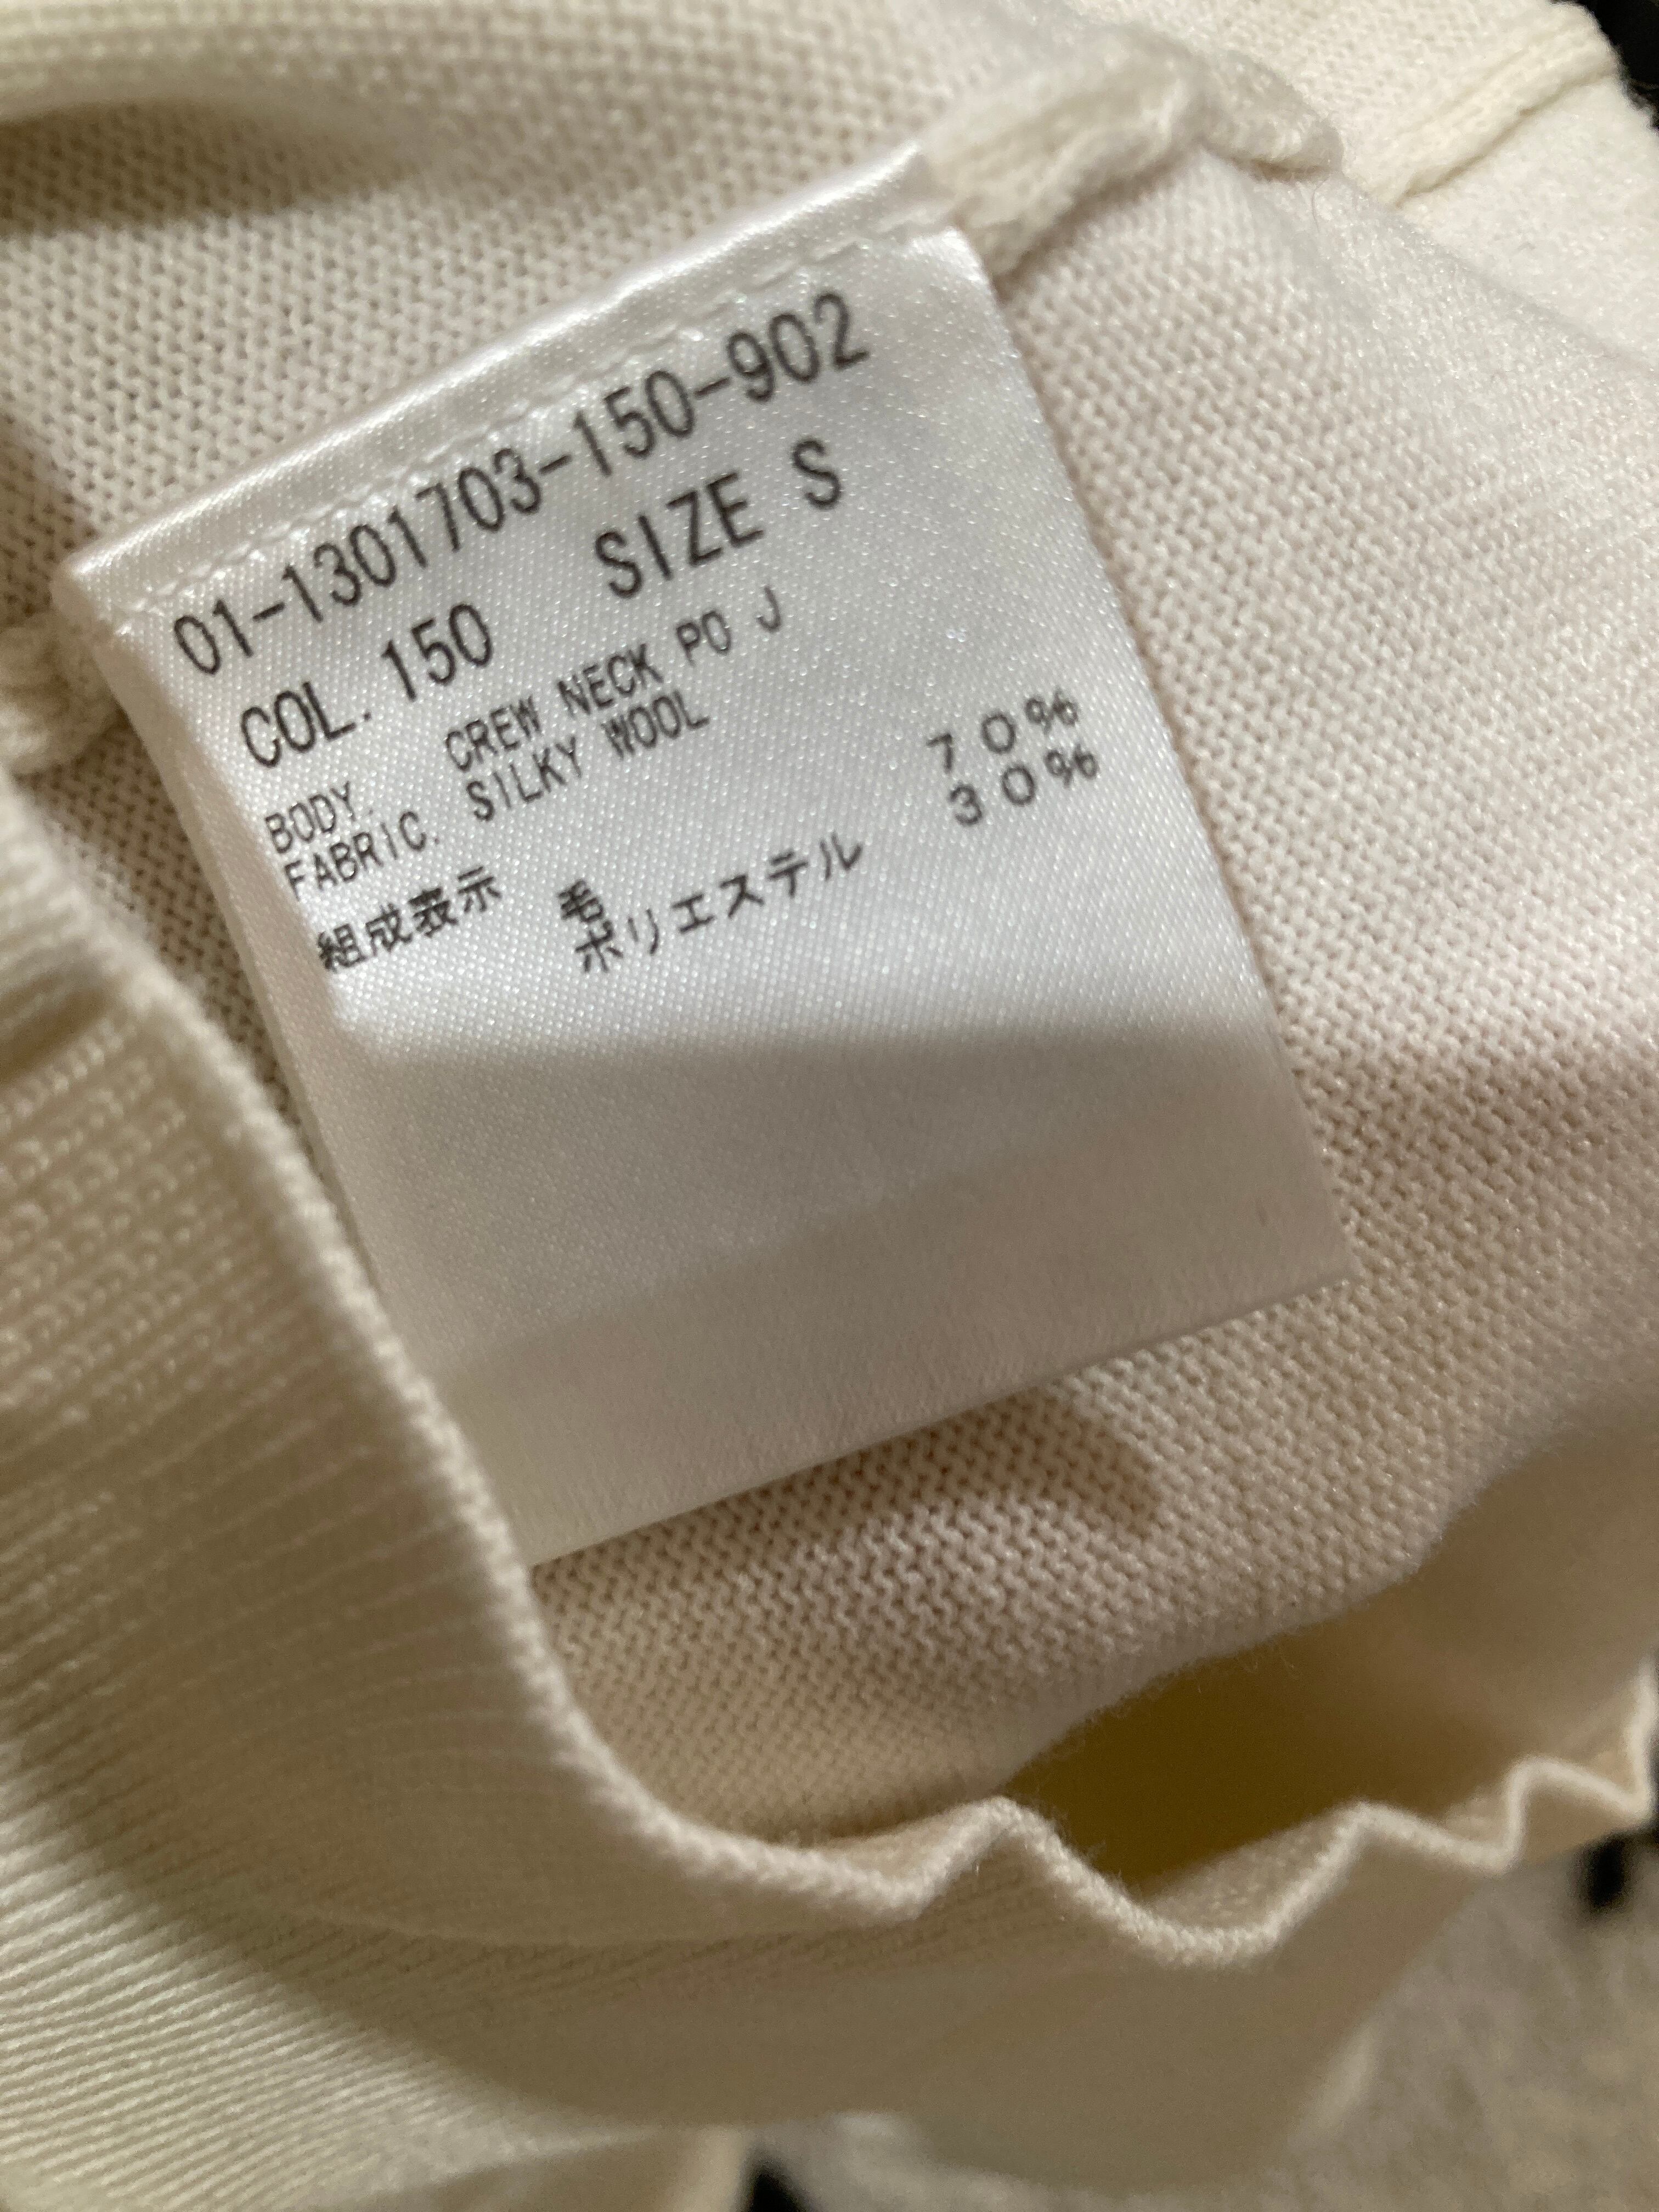 01-1301703-150-902
COL. 150 SIZE S
BODY. CREW NECK PO J
FABRIC. SILKY WOOL
組成表示 毛 70%
ポリエステル 30%